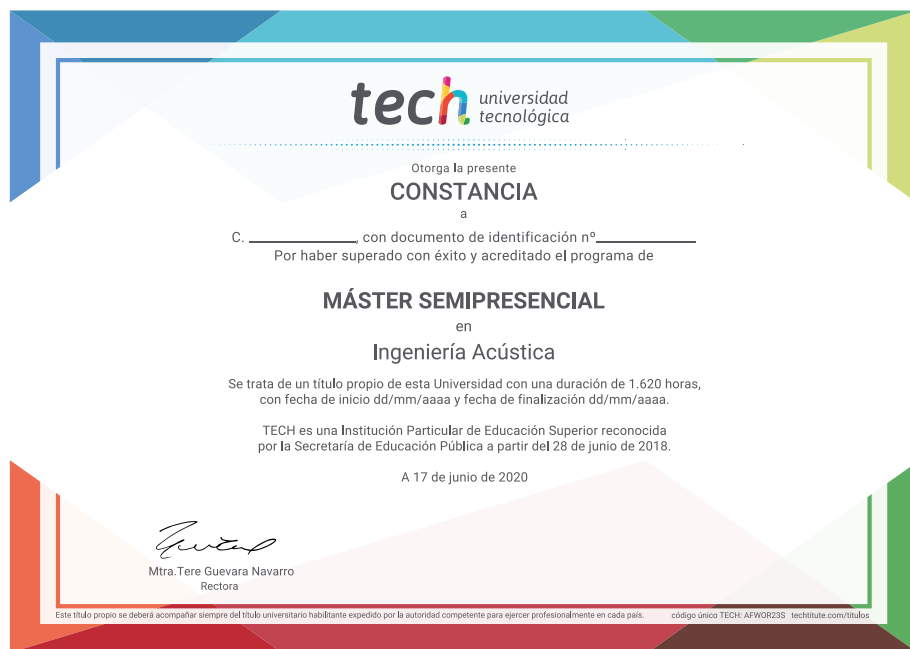 tech universidad
tecnológica
Otorga la presente
CONSTANCIA
a
C. ____________, con documento de identificación nº____________
Por haber superado con éxito y acreditado el programa de
MÁSTER SEMIPRESENCIAL
en
Ingeniería Acústica
Se trata de un título propio de esta Universidad con una duración de 1.620 horas,
con fecha de inicio dd/mm/aaaa y fecha de finalización dd/mm/aaaa.
TECH es una Institución Particular de Educación Superior reconocida
por la Secretaría de Educación Pública a partir del 28 de junio de 2018.
A 17 de junio de 2020
Mtra.Tere Guevara Navarro
Rectora
Este título propio se deberá acompañar siempre del título universitario habilitante expedido por la autoridad competente para ejercer profesionalmente en cada país. código único TECH: AFWOR23S techtitute.com/titulos